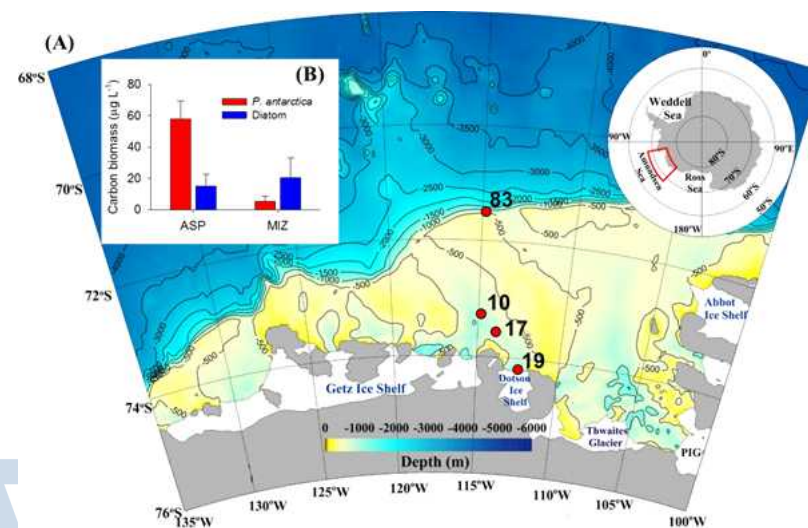 (A)
68°S
70°S
72°S
74°S
76°S
135°W
130°W
125°W
120°W
115°W
110°W
105°W
100°W
(B)
Carbon biomass (µg L⁻¹)
80
60
40
20
0
P. antarctica
Diatom
ASP
MIZ
0°
Weddell
Sea
90°W
90°E
Amundsen
Sea
Ross
Sea
80°S
70°S
60°S
50°S
180°W
83
10
17
19
Abbot
Ice Shelf
Getz Ice Shelf
Dotson
Ice
Shelf
Thwaites
Glacier
PIG
0 -1000 -2000 -3000 -4000 -5000 -6000
Depth (m)
-3500
-3000
-2500
-2000
-1500
-1000
-500